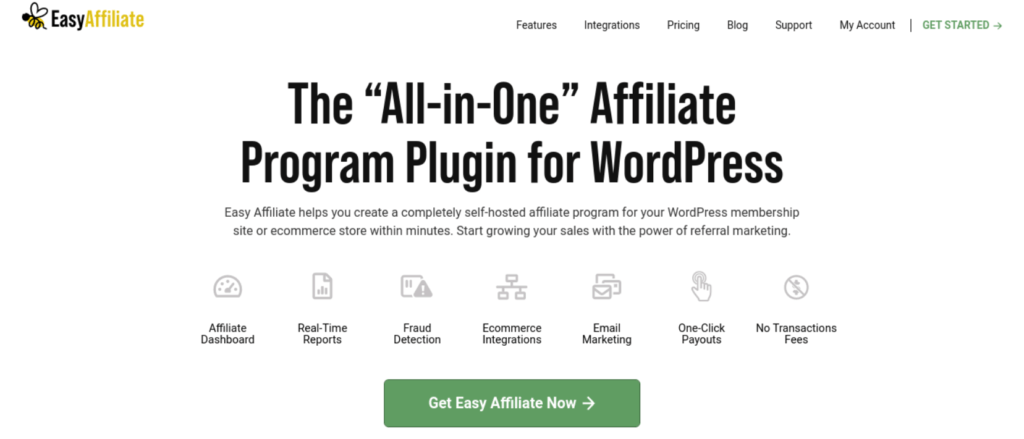 EasyAffiliate
Features Integrations Pricing Blog Support My Account | GET STARTED →
The “All-in-One” Affiliate
Program Plugin for WordPress
Easy Affiliate helps you create a completely self-hosted affiliate program for your WordPress membership
site or ecommerce store within minutes. Start growing your sales with the power of referral marketing.
Affiliate
Dashboard
Real-Time
Reports
Fraud
Detection
Ecommerce
Integrations
Email
Marketing
One-Click
Payouts
No Transactions
Fees
Get Easy Affiliate Now →